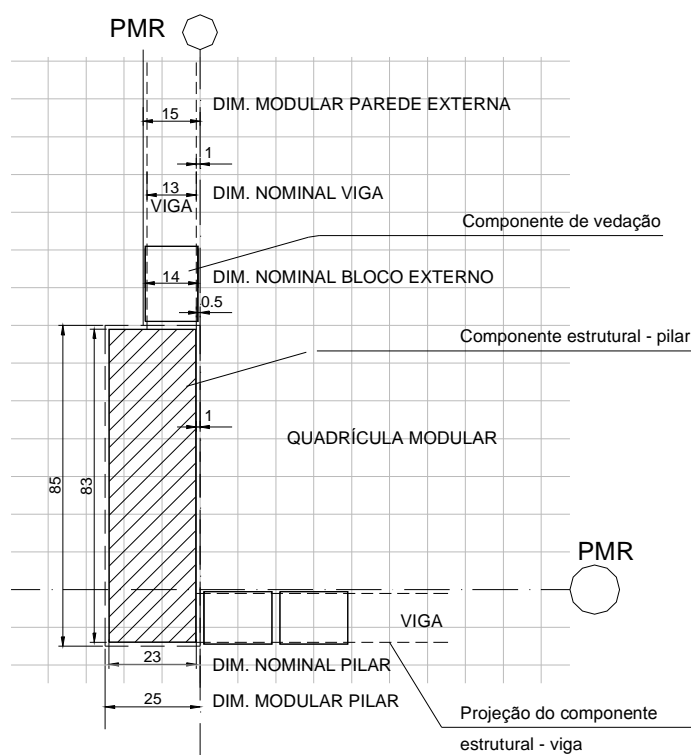 PMR
DIM. MODULAR PAREDE EXTERNA
15
1
13
DIM. NOMINAL VIGA
VIGA
Componente de vedação
14
DIM. NOMINAL BLOCO EXTERNO
0.5
Componente estrutural - pilar
1
QUADRÍCULA MODULAR
85
83
PMR
VIGA
23
DIM. NOMINAL PILAR
25
DIM. MODULAR PILAR
Projeção do componente
estrutural - viga